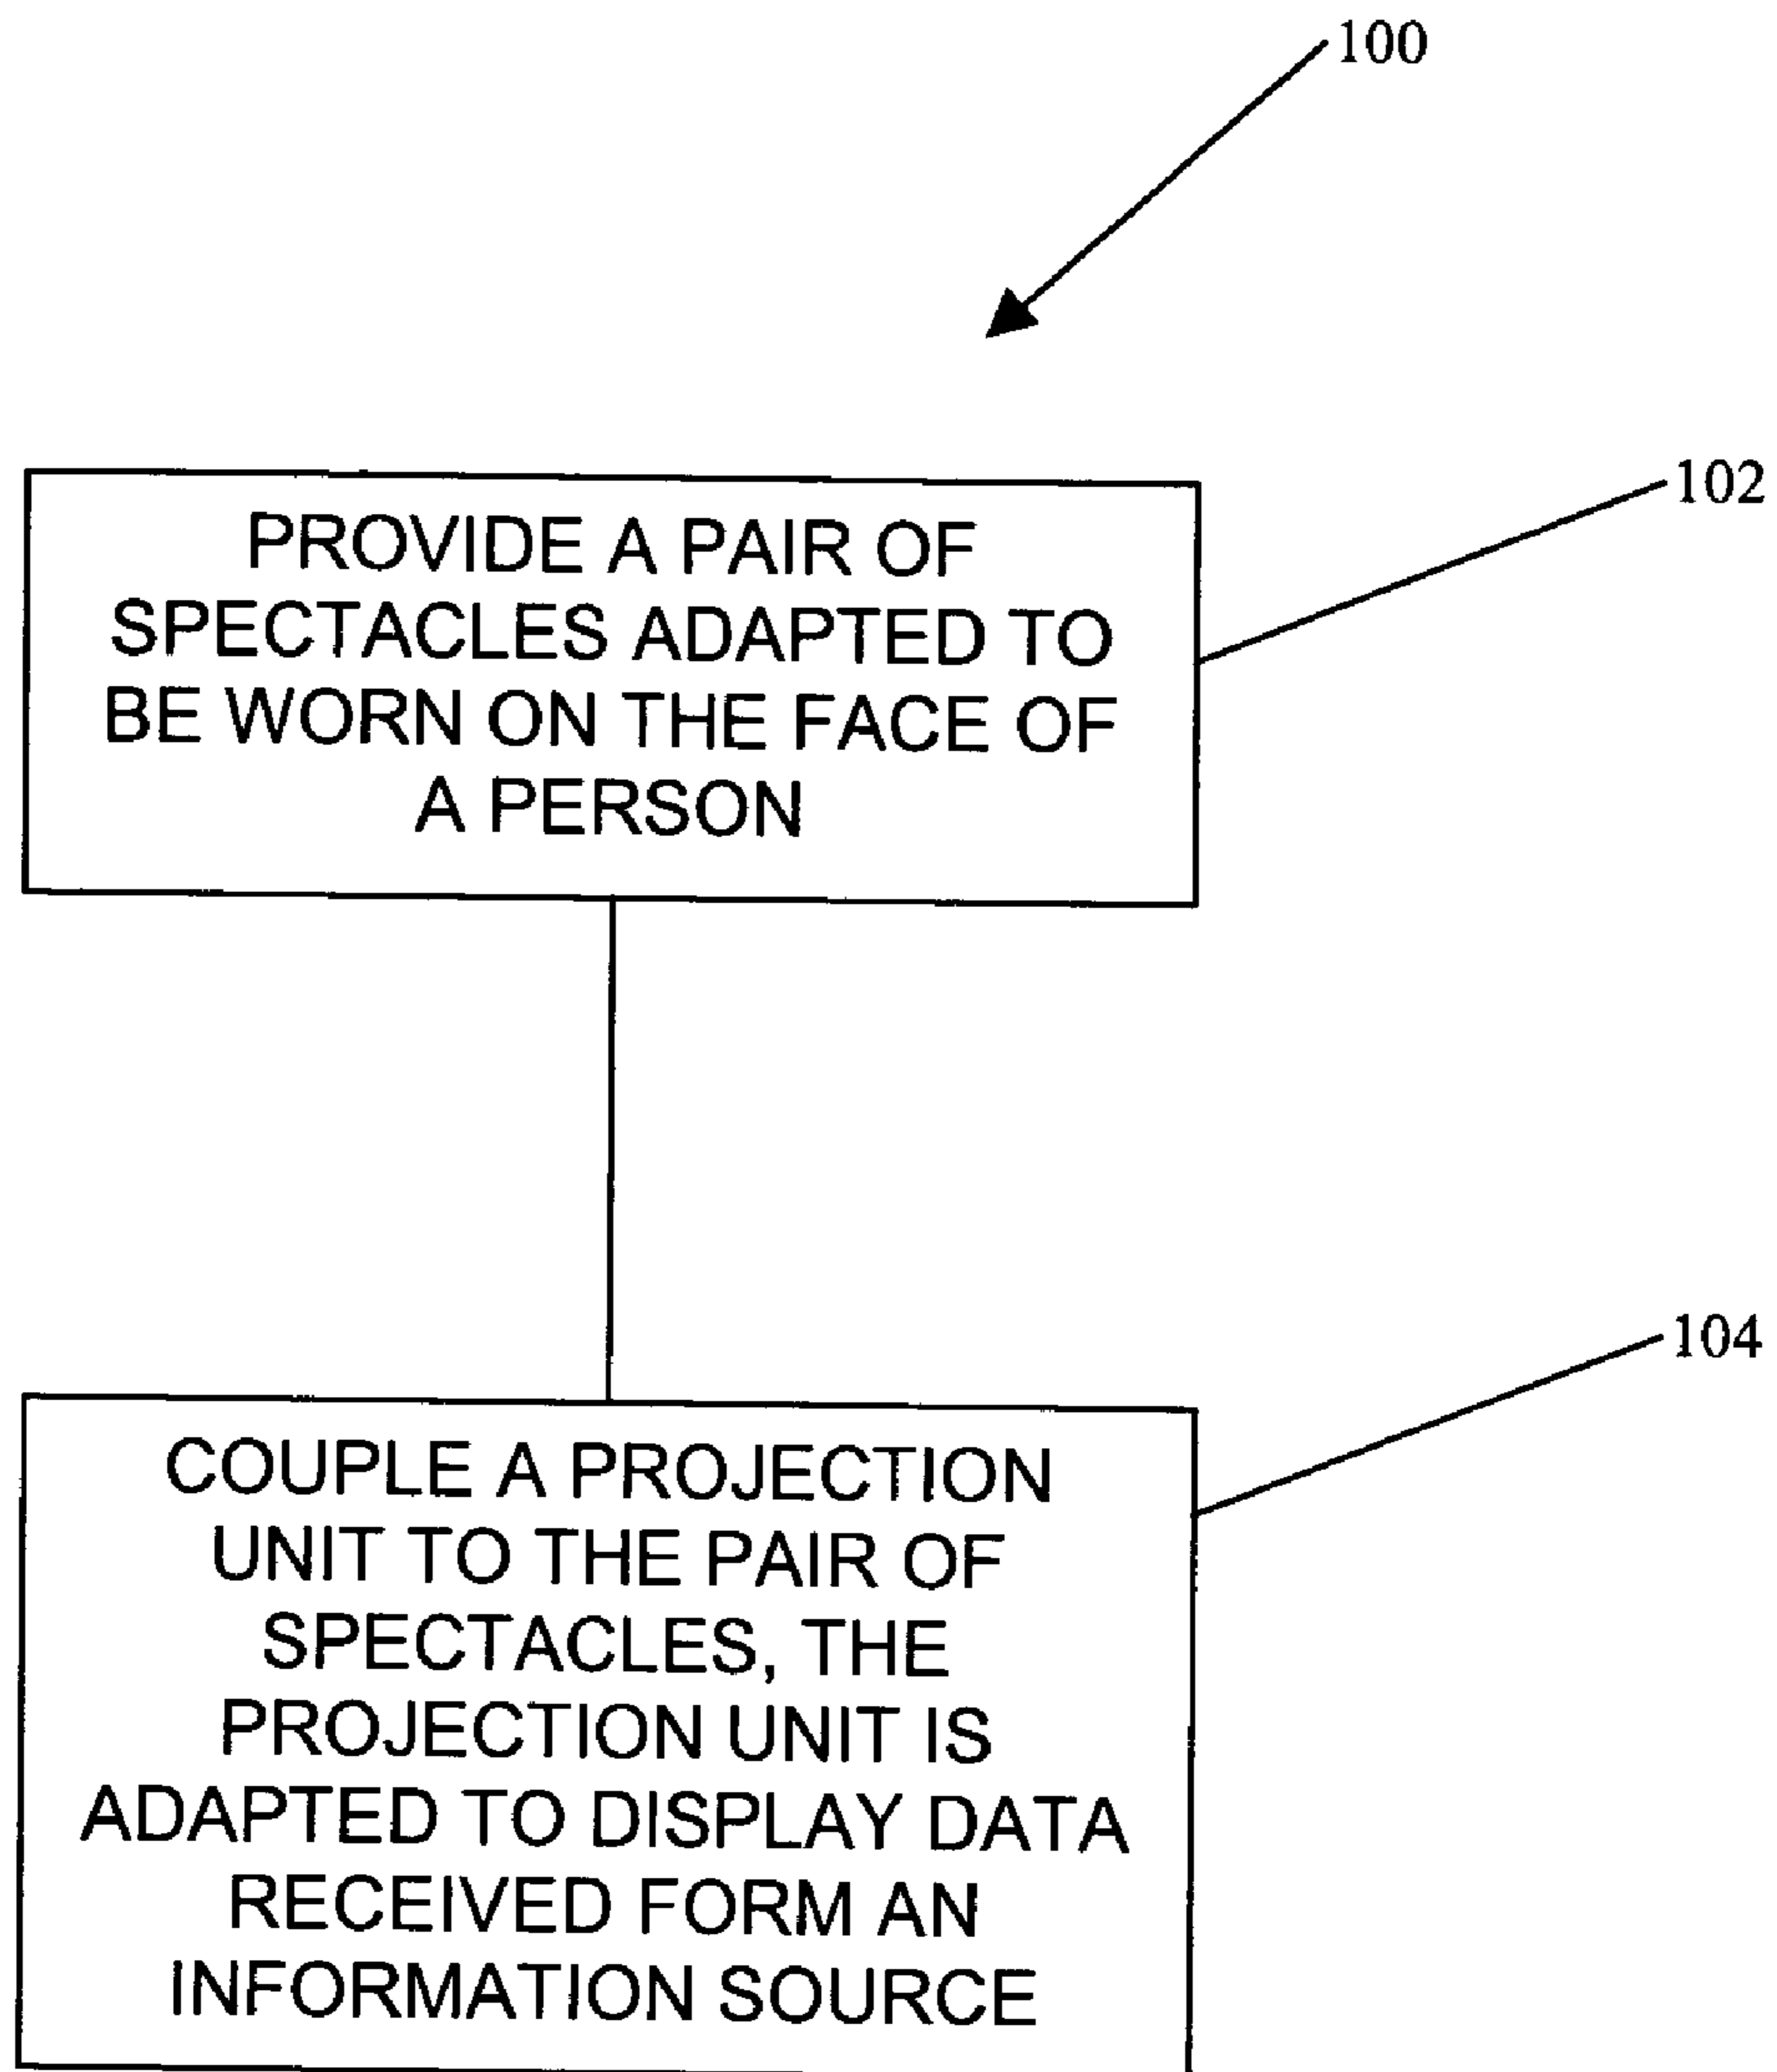 100
102
PROVIDE A PAIR OF
SPECTACLES ADAPTED TO
BE WORN ON THE FACE OF
A PERSON
104
COUPLE A PROJECTION
UNIT TO THE PAIR OF
SPECTACLES, THE
PROJECTION UNIT IS
ADAPTED TO DISPLAY DATA
RECEIVED FORM AN
INFORMATION SOURCE